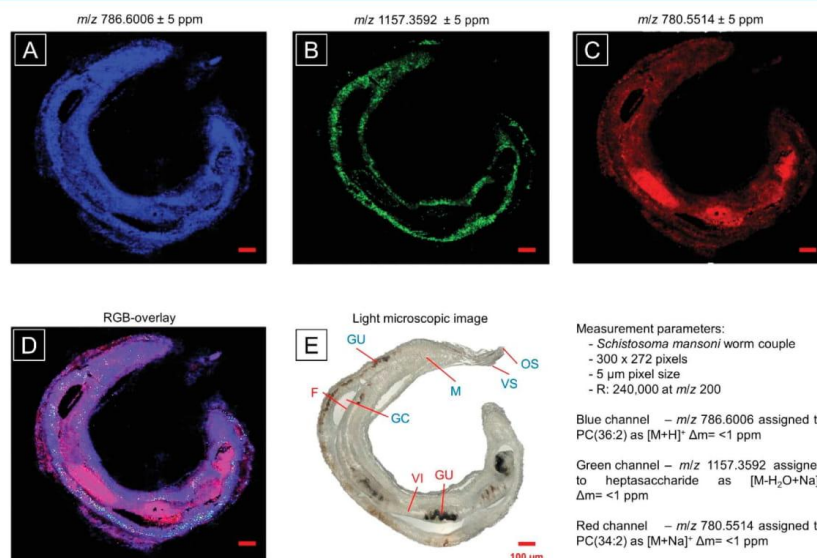 m/z 786.6006 ± 5 ppm
m/z 1157.3592 ± 5 ppm
m/z 780.5514 ± 5 ppm
A
B
C
RGB-overlay
Light microscopic image
D
E
GU
OS
VS
M
F
GC
VI
GU
100 µm
Measurement parameters:
- Schistosoma mansoni worm couple
- 300 x 272 pixels
- 5 µm pixel size
- R: 240,000 at m/z 200
Blue channel – m/z 786.6006 assigned t
PC(36:2) as [M+H]⁺ Δm= <1 ppm
Green channel – m/z 1157.3592 assigne
to heptasaccharide as [M-H₂O+Na]
Δm= <1 ppm
Red channel – m/z 780.5514 assigned t
PC(34:2) as [M+Na]⁺ Δm= <1 ppm